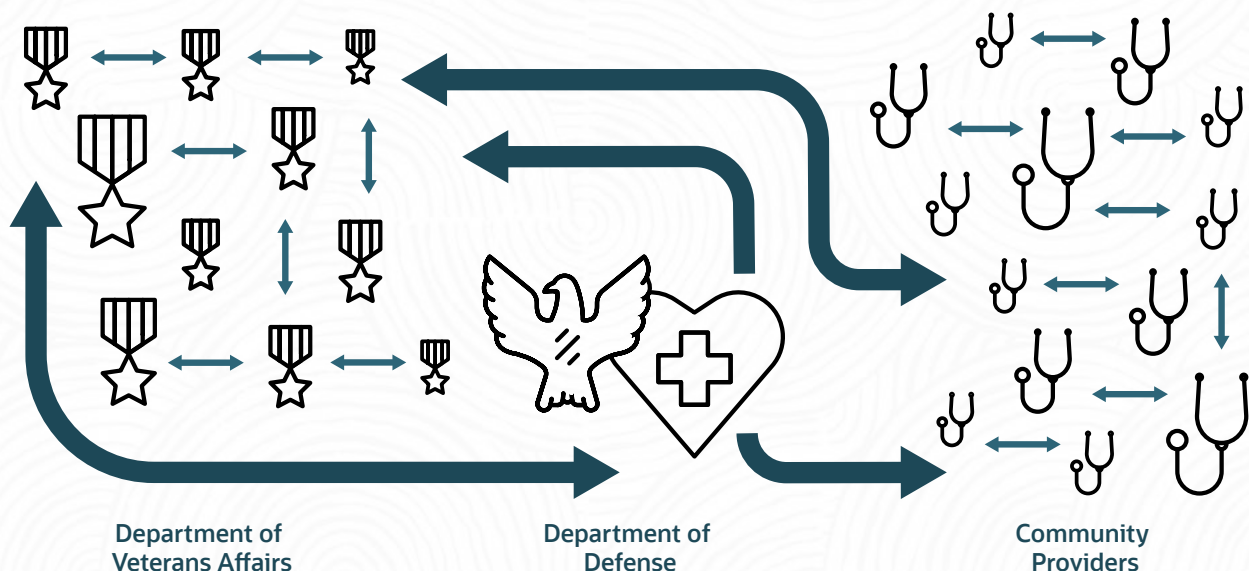 Department of
Veterans Affairs
Department of
Defense
Community
Providers